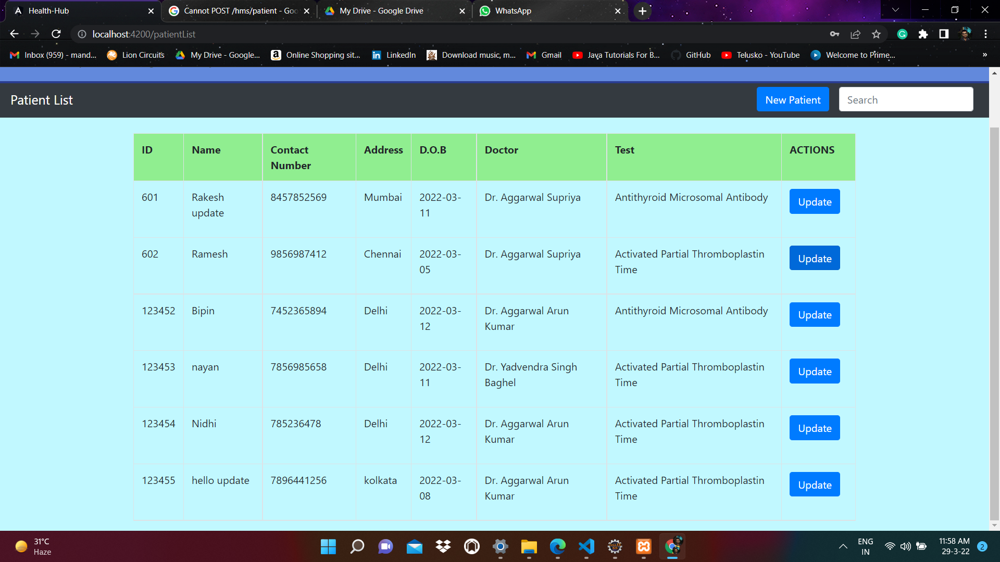 Health-Hub
Cannot POST /hms/patient - Goo
My Drive - Google Drive
WhatsApp
localhost:4200/patientList
Inbox (959) - mand...
Lion Circuits
My Drive - Google...
Online Shopping sit...
LinkedIn
Download music, m...
Gmail
Java Tutorials For B...
GitHub
Telusko - YouTube
Welcome to Prime...
»
Patient List
New Patient
Search
ID Name Contact Number Address D.O.B Doctor Test ACTIONS
601 Rakesh update 8457852569 Mumbai 2022-03-11 Dr. Aggarwal Supriya Antithyroid Microsomal Antibody Update
602 Ramesh 9856987412 Chennai 2022-03-05 Dr. Aggarwal Supriya Activated Partial Thromboplastin Time Update
123452 Bipin 7452365894 Delhi 2022-03-12 Dr. Aggarwal Arun Kumar Antithyroid Microsomal Antibody Update
123453 nayan 7856985658 Delhi 2022-03-11 Dr. Yadvendra Singh Baghel Activated Partial Thromboplastin Time Update
123454 Nidhi 785236478 Delhi 2022-03-12 Dr. Aggarwal Arun Kumar Activated Partial Thromboplastin Time Update
123455 hello update 7896441256 kolkata 2022-03-08 Dr. Aggarwal Arun Kumar Activated Partial Thromboplastin Time Update
31°C
Haze
ENG
IN
11:58 AM
29-3-22
2